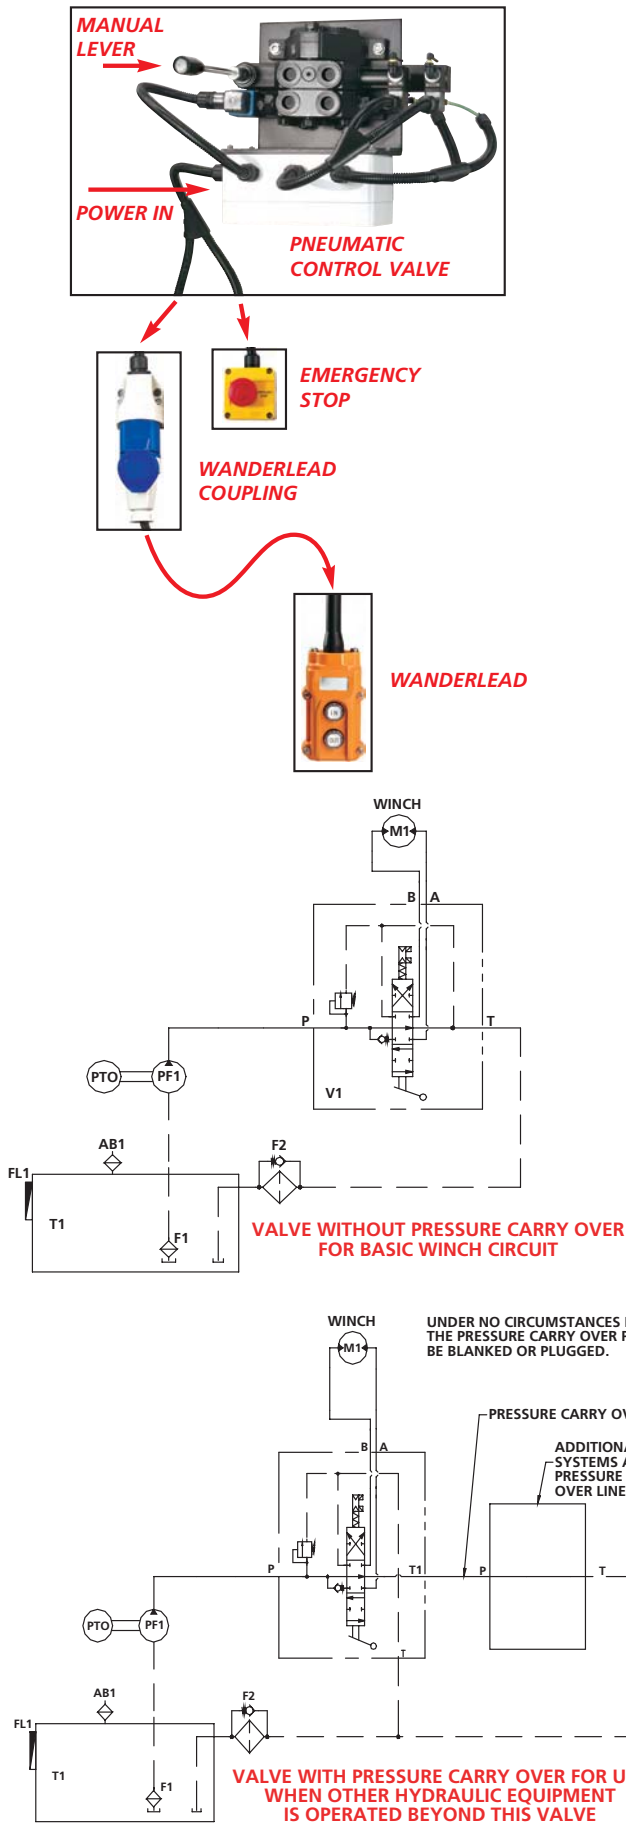 MANUAL
LEVER
POWER IN
PNEUMATIC
CONTROL VALVE
EMERGENCY
STOP
WANDERLEAD
COUPLING
WANDERLEAD
IN
OUT
WINCH
M1
B A
P
T
PTO
PF1
V1
AB1
F2
FL1
T1
F1
VALVE WITHOUT PRESSURE CARRY OVER
FOR BASIC WINCH CIRCUIT
WINCH
UNDER NO CIRCUMSTANCES
THE PRESSURE CARRY OVER
BE BLANKED OR PLUGGED.
M1
PRESSURE CARRY
B A
SYSTEMS
PRESSURE
OVER LINE
P
T1
P
T
PTO
PF1
T
AB1
F2
FL1
T1
F1
VALVE WITH PRESSURE CARRY OVER FOR
WHEN OTHER HYDRAULIC EQUIPMENT
IS OPERATED BEYOND THIS VALVE